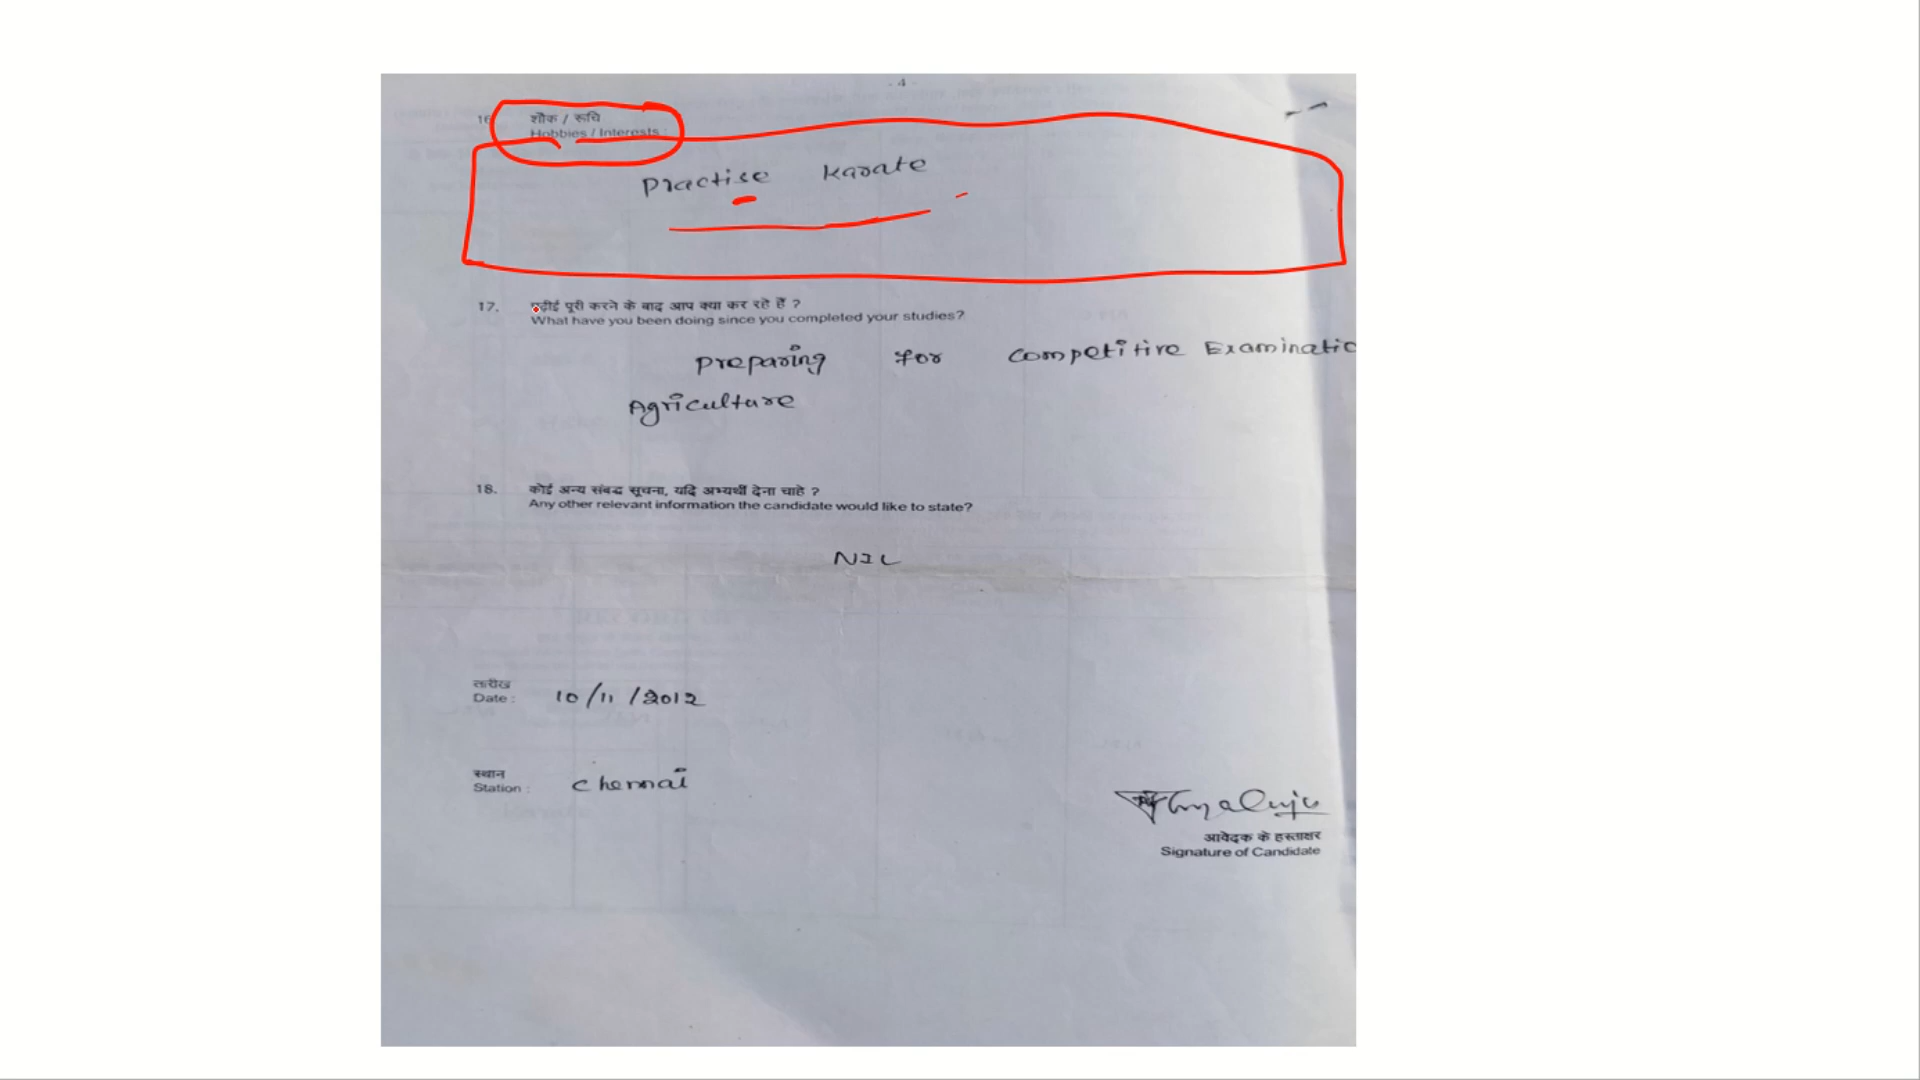 - 4 -
16. शौक / रूचि
Hobbies / Interests :
Practise Karate
17. पढ़ाई पूरी करने के बाद आप क्या कर रहे हैं ?
What have you been doing since you completed your studies?
Preparing for Competitive Examinatio
Agriculture
18. कोई अन्य संबद्ध सूचना, यदि अभ्यर्थी देना चाहे ?
Any other relevant information the candidate would like to state?
NIL
तारीख
Date : 10/11/2012
स्थान
Station : Chennai
आवेदक के हस्ताक्षर
Signature of Candidate